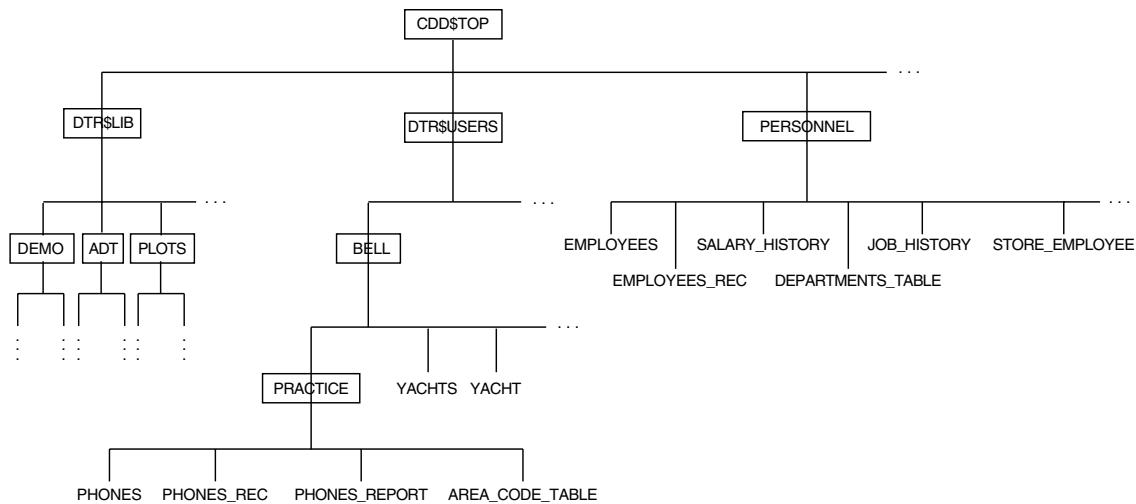 CDD$TOP
. . .
DTR$LIB
DTR$USERS
PERSONNEL
. . .
. . .
. . .
DEMO
ADT
PLOTS
BELL
EMPLOYEES
SALARY_HISTORY
JOB_HISTORY
STORE_EMPLOYEE
EMPLOYEES_REC
DEPARTMENTS_TABLE
. . .
PRACTICE
YACHTS
YACHT
PHONES
PHONES_REC
PHONES_REPORT
AREA_CODE_TABLE